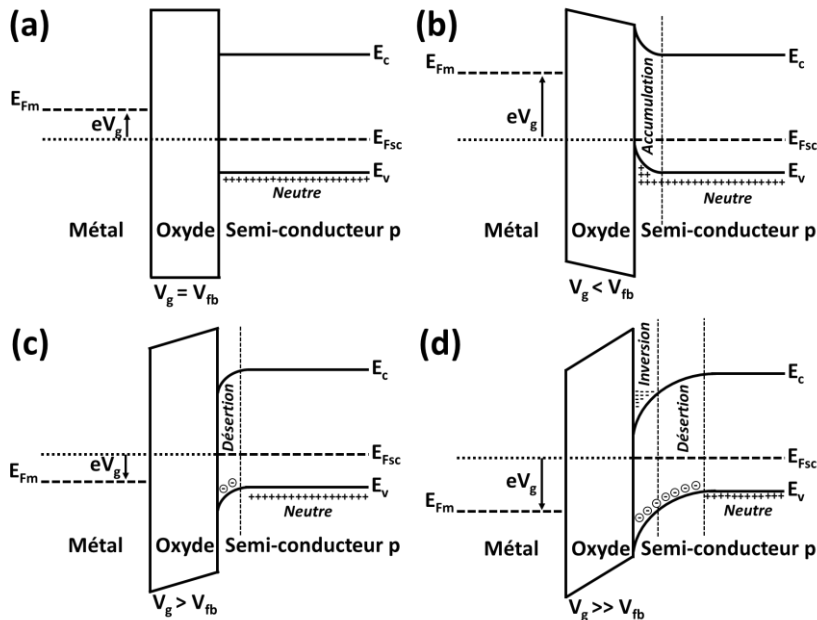 (a)
E_c
E_Fm
eV_g
E_Fsc
E_v
+++++++++++++++++
Neutre
Métal Oxyde Semi-conducteur p
V_g = V_fb
(b)
E_c
E_Fm
eV_g
Accumulation
E_Fsc
E_v
Neutre
Métal Oxyde Semi-conducteur p
V_g < V_fb
(c)
E_c
Désertion
E_Fsc
E_Fm
eV_g
E_v
Neutre
Métal Oxyde Semi-conducteur p
V_g > V_fb
(d)
Inversion
E_c
Désertion
E_Fsc
eV_g
E_v
E_Fm
Neutre
Métal Oxyde Semi-conducteur p
V_g >> V_fb